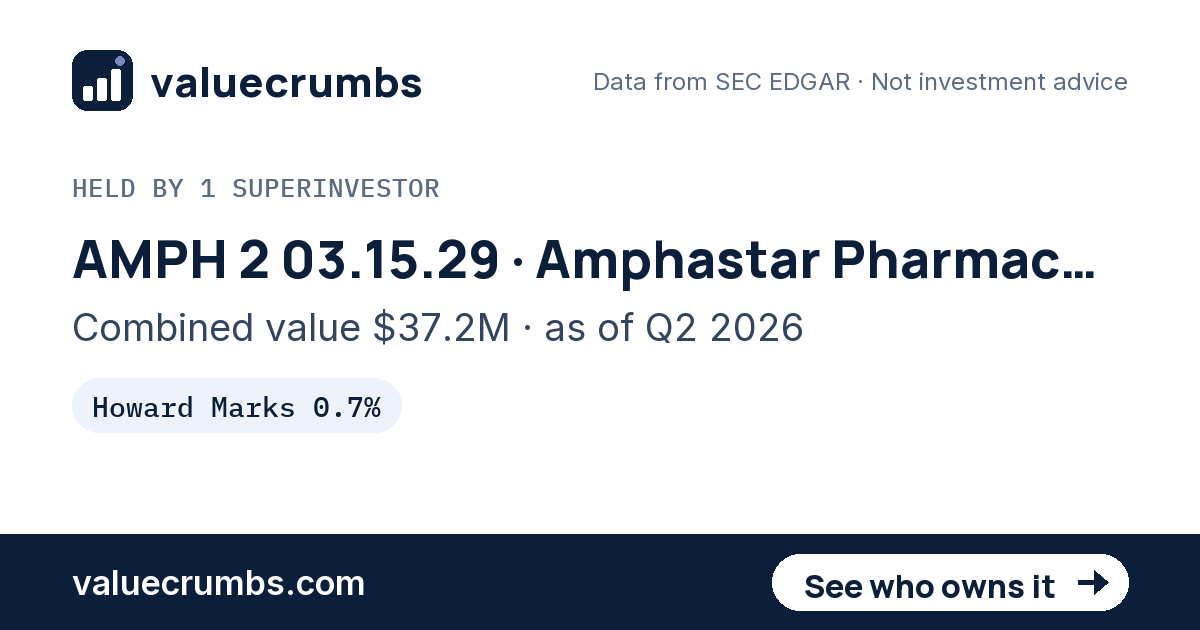 valuecrumbs
Data from SEC EDGAR · Not investment advice
HELD BY 1 SUPERINVESTOR
AMPH 2 03.15.29 · Amphastar Pharmac…
Combined value $37.2M · as of Q2 2026
Howard Marks 0.7%
valuecrumbs.com
See who owns it →